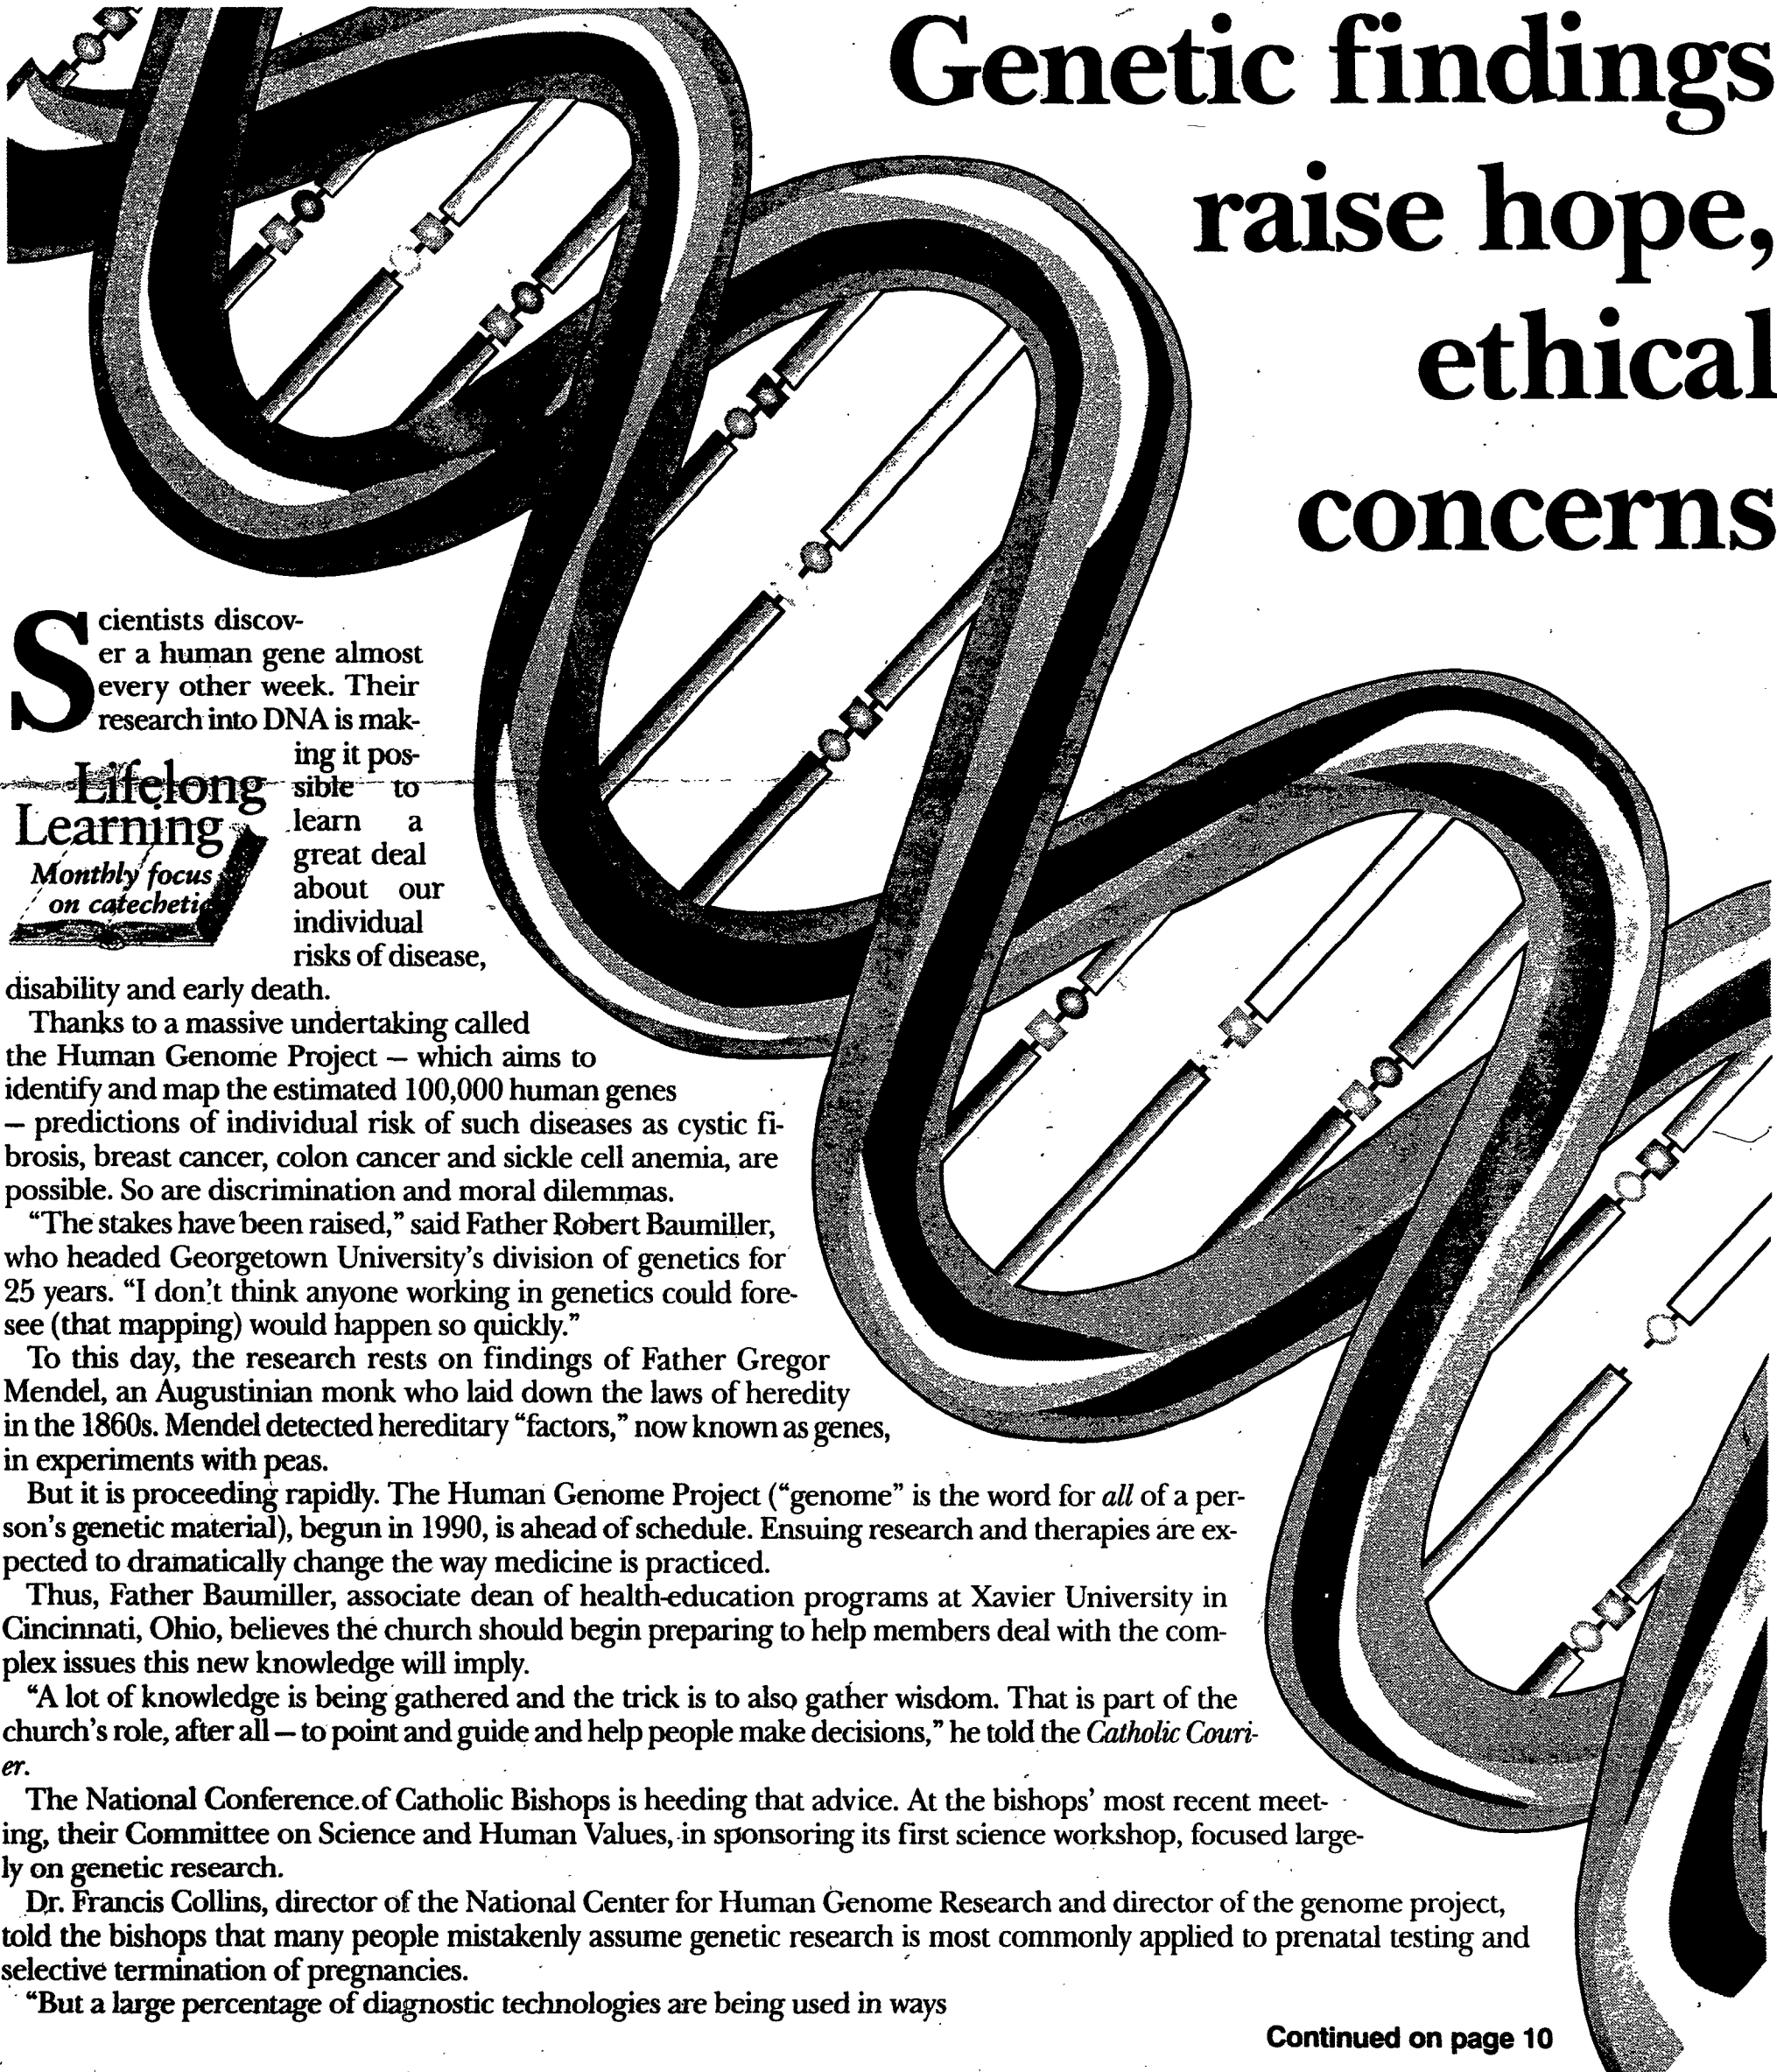 Genetic findings
raise hope,
ethical
concerns
Scientists discov-
er a human gene almost
every other week. Their
research into DNA is mak-
ing it pos-
sible to
learn a
great deal
about our
individual
risks of disease,
Lifelong
Learning
Monthly focus
on catechetic
disability and early death.
Thanks to a massive undertaking called
the Human Genome Project — which aims to
identify and map the estimated 100,000 human genes
— predictions of individual risk of such diseases as cystic fi-
brosis, breast cancer, colon cancer and sickle cell anemia, are
possible. So are discrimination and moral dilemmas.
“The stakes have been raised,” said Father Robert Baumiller,
who headed Georgetown University’s division of genetics for
25 years. “I don’t think anyone working in genetics could fore-
see (that mapping) would happen so quickly.”
To this day, the research rests on findings of Father Gregor
Mendel, an Augustinian monk who laid down the laws of heredity
in the 1860s. Mendel detected hereditary “factors,” now known as genes,
in experiments with peas.
But it is proceeding rapidly. The Human Genome Project (“genome” is the word for all of a per-
son’s genetic material), begun in 1990, is ahead of schedule. Ensuing research and therapies are ex-
pected to dramatically change the way medicine is practiced.
Thus, Father Baumiller, associate dean of health-education programs at Xavier University in
Cincinnati, Ohio, believes the church should begin preparing to help members deal with the com-
plex issues this new knowledge will imply.
“A lot of knowledge is being gathered and the trick is to also gather wisdom. That is part of the
church’s role, after all — to point and guide and help people make decisions,” he told the Catholic Couri-
er.
The National Conference of Catholic Bishops is heeding that advice. At the bishops’ most recent meet-
ing, their Committee on Science and Human Values, in sponsoring its first science workshop, focused large-
ly on genetic research.
Dr. Francis Collins, director of the National Center for Human Genome Research and director of the genome project,
told the bishops that many people mistakenly assume genetic research is most commonly applied to prenatal testing and
selective termination of pregnancies.
“But a large percentage of diagnostic technologies are being used in ways
Continued on page 10